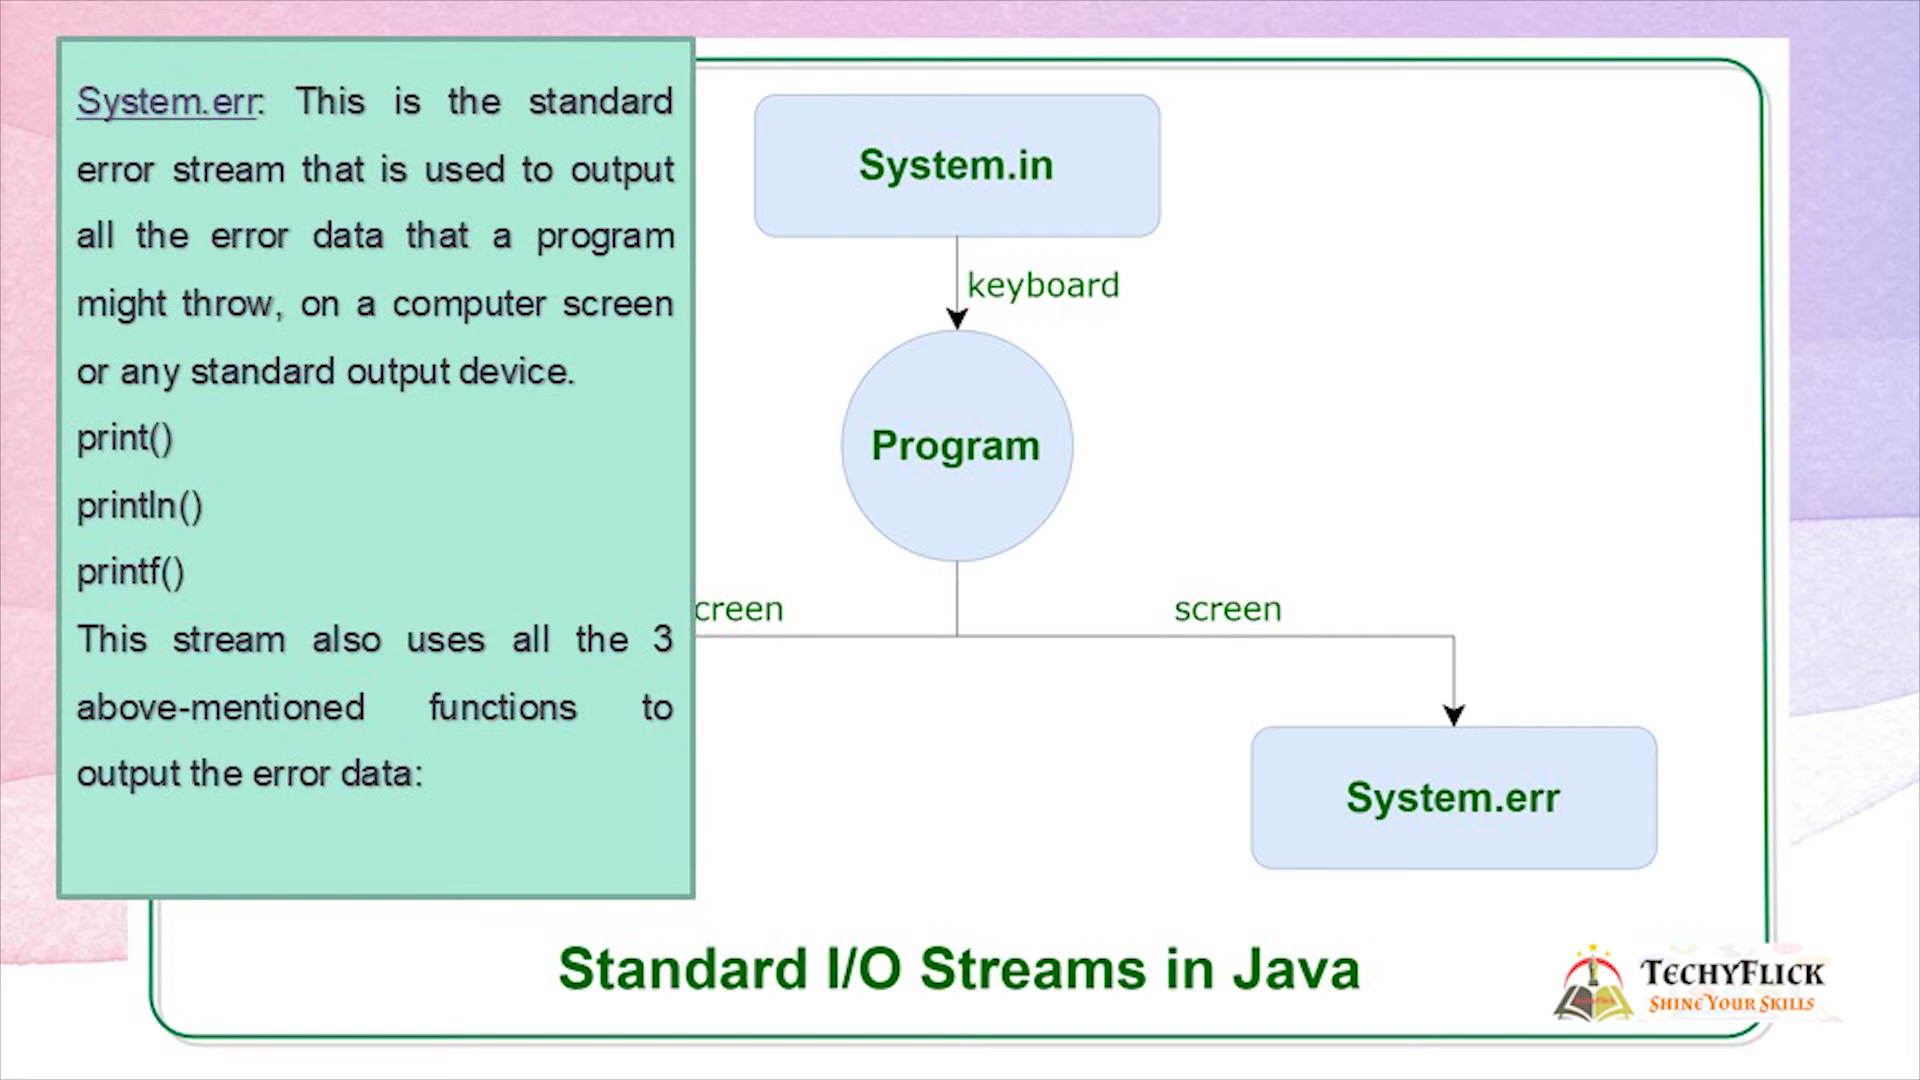 System.err: This is the standard
error stream that is used to output
all the error data that a program
might throw, on a computer screen
or any standard output device.
print()
println()
printf()
This stream also uses all the 3
above-mentioned functions to
output the error data:
System.in
keyboard
Program
creen
screen
System.err
Standard I/O Streams in Java
TECHYFLICK
SHINE YOUR SKILLS